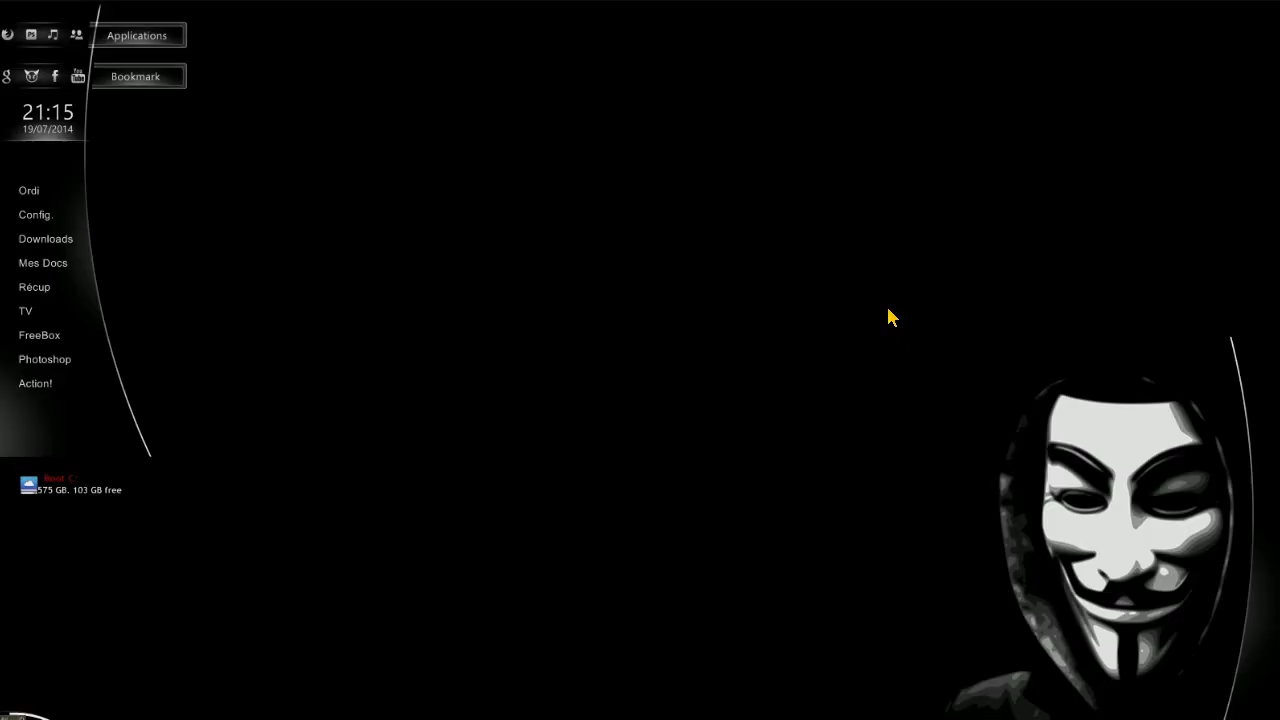 Applications
Bookmark
21:15
19/07/2014
Ordi
Config.
Downloads
Mes Docs
Récup
TV
FreeBox
Photoshop
Action!
Boot C:
575 GB, 103 GB free